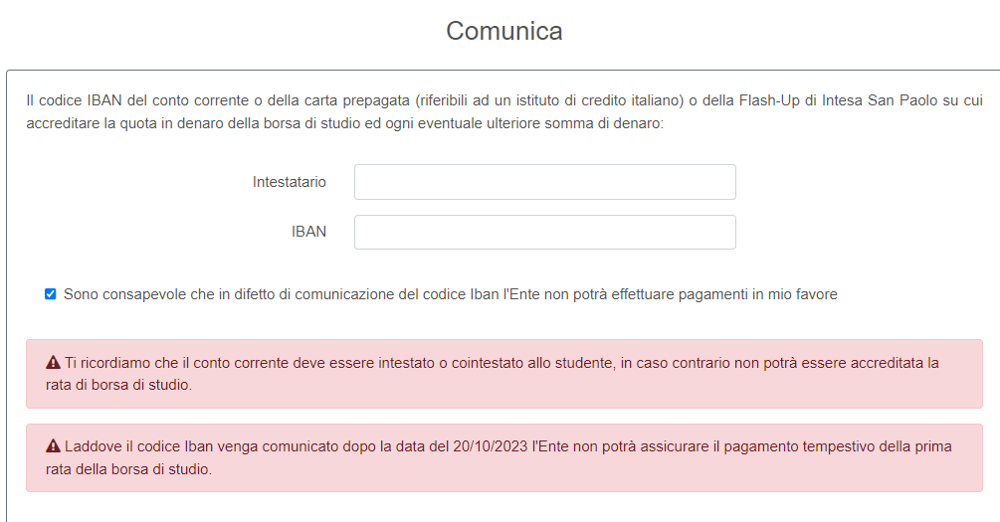 Comunica
Il codice IBAN del conto corrente o della carta prepagata (riferibili ad un istituto di credito italiano) o della Flash-Up di Intesa San Paolo su cui
accreditare la quota in denaro della borsa di studio ed ogni eventuale ulteriore somma di denaro:
Intestatario
IBAN
Sono consapevole che in difetto di comunicazione del codice Iban l'Ente non potrà effettuare pagamenti in mio favore
Ti ricordiamo che il conto corrente deve essere intestato o cointestato allo studente, in caso contrario non potrà essere accreditata la
rata di borsa di studio.
Laddove il codice Iban venga comunicato dopo la data del 20/10/2023 l'Ente non potrà assicurare il pagamento tempestivo della prima
rata della borsa di studio.